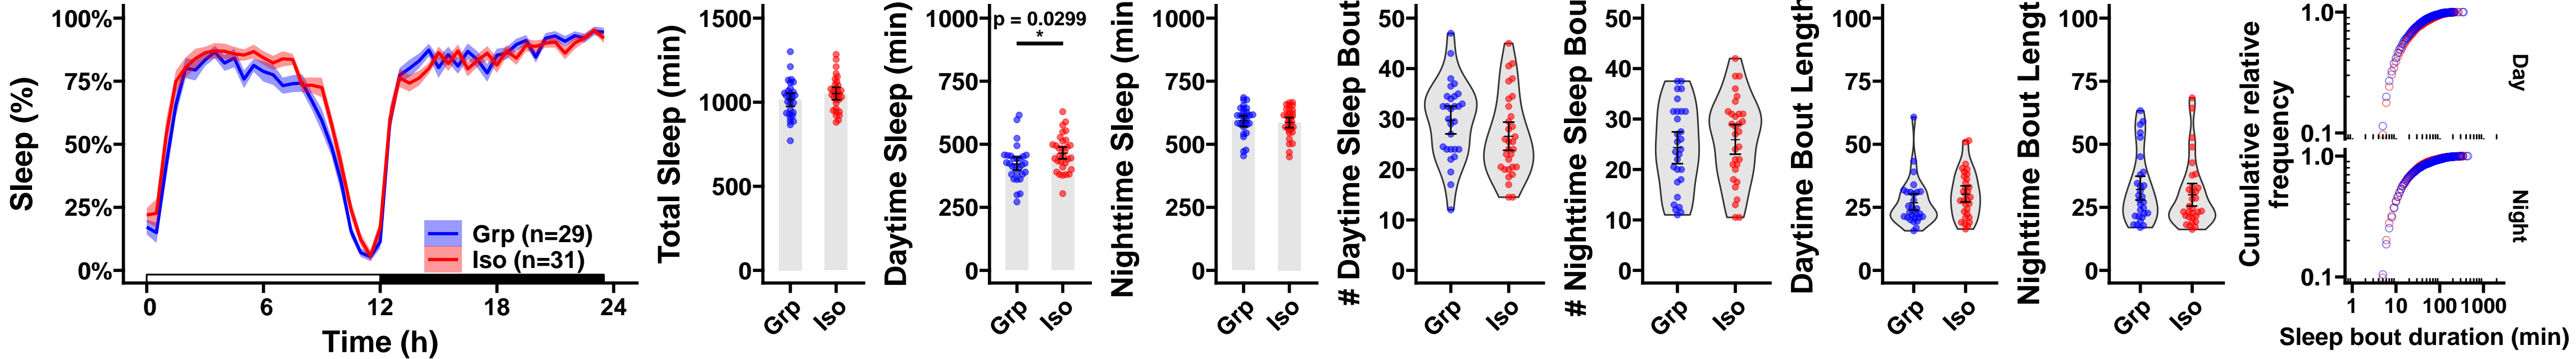 Sleep (%)
100%
75%
50%
25%
0%
0
6
12
18
24
Time (h)
Grp (n=29)
Iso (n=31)
Total Sleep (min)
1500
1000
500
0
Grp
Iso
Daytime Sleep (min)
1000
750
500
250
0
p = 0.0299
*
Grp
Iso
Nighttime Sleep (min
1000
750
500
250
0
Grp
Iso
# Daytime Sleep Bout
50
40
30
20
10
0
Grp
Iso
# Nighttime Sleep Bou
50
40
30
20
10
0
Grp
Iso
Daytime Bout Length
100
75
50
25
0
Grp
Iso
Nighttime Bout Lengt
100
75
50
25
0
Grp
Iso
Cumulative relative
frequency
1.0
0.1
Day
1.0
0.1
Night
1
10
100
1000
Sleep bout duration (min)